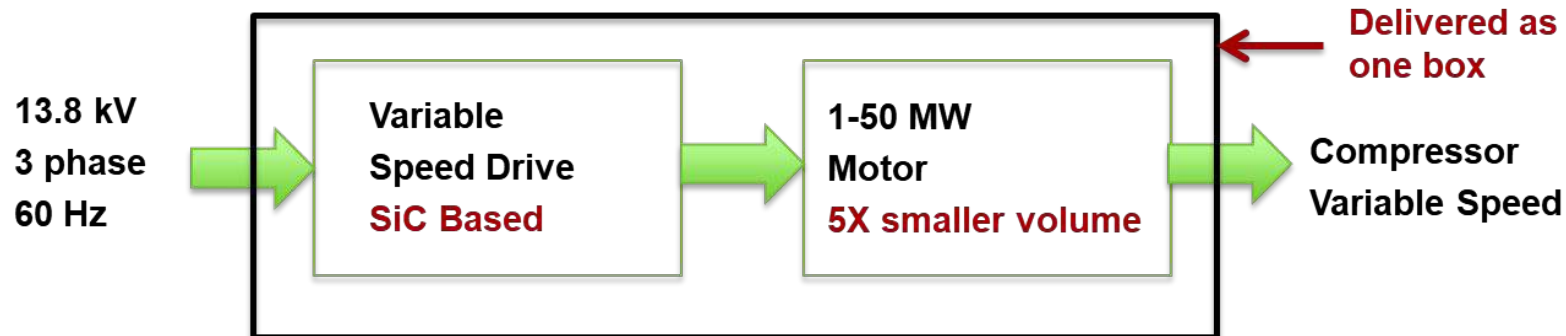 Delivered as
one box
13.8 kV
3 phase
60 Hz
Variable
Speed Drive
SiC Based
1-50 MW
Motor
5X smaller volume
Compressor
Variable Speed